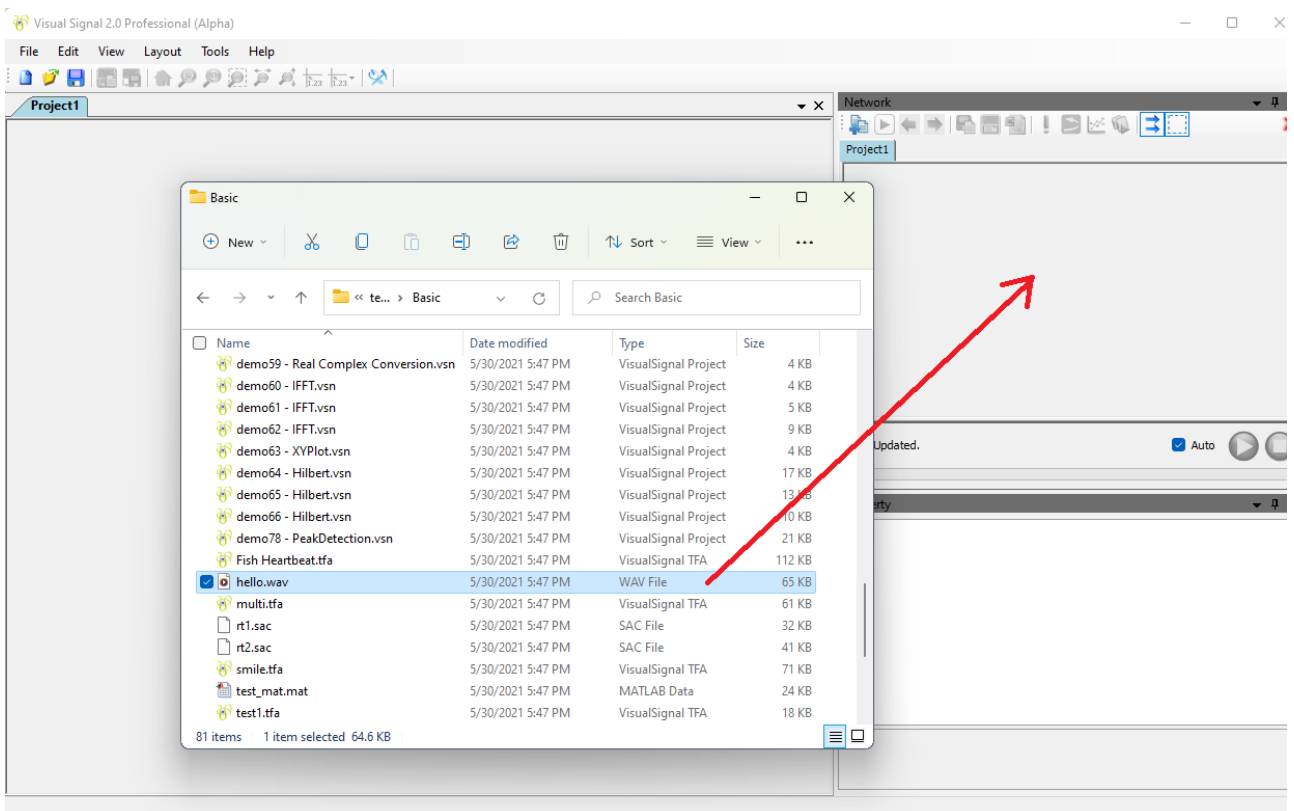 Visual Signal 2.0 Professional (Alpha)
File Edit View Layout Tools Help
Project1
Network
Project1
Basic
New Sort View
« te... › Basic
Search Basic
Name Date modified Type Size
demo59 - Real Complex Conversion.vsn 5/30/2021 5:47 PM VisualSignal Project 4 KB
demo60 - IFFT.vsn 5/30/2021 5:47 PM VisualSignal Project 4 KB
demo61 - IFFT.vsn 5/30/2021 5:47 PM VisualSignal Project 5 KB
demo62 - IFFT.vsn 5/30/2021 5:47 PM VisualSignal Project 9 KB
demo63 - XYPlot.vsn 5/30/2021 5:47 PM VisualSignal Project 4 KB
Updated. Auto
demo64 - Hilbert.vsn 5/30/2021 5:47 PM VisualSignal Project 17 KB
demo65 - Hilbert.vsn 5/30/2021 5:47 PM VisualSignal Project 13 KB
demo66 - Hilbert.vsn 5/30/2021 5:47 PM VisualSignal Project 10 KB
demo78 - PeakDetection.vsn 5/30/2021 5:47 PM VisualSignal Project 21 KB
Fish Heartbeat.tfa 5/30/2021 5:47 PM VisualSignal TFA 112 KB
hello.wav 5/30/2021 5:47 PM WAV File 65 KB
multi.tfa 5/30/2021 5:47 PM VisualSignal TFA 61 KB
rt1.sac 5/30/2021 5:47 PM SAC File 32 KB
rt2.sac 5/30/2021 5:47 PM SAC File 41 KB
smile.tfa 5/30/2021 5:47 PM VisualSignal TFA 71 KB
test_mat.mat 5/30/2021 5:47 PM MATLAB Data 24 KB
test1.tfa 5/30/2021 5:47 PM VisualSignal TFA 18 KB
81 items 1 item selected 64.6 KB